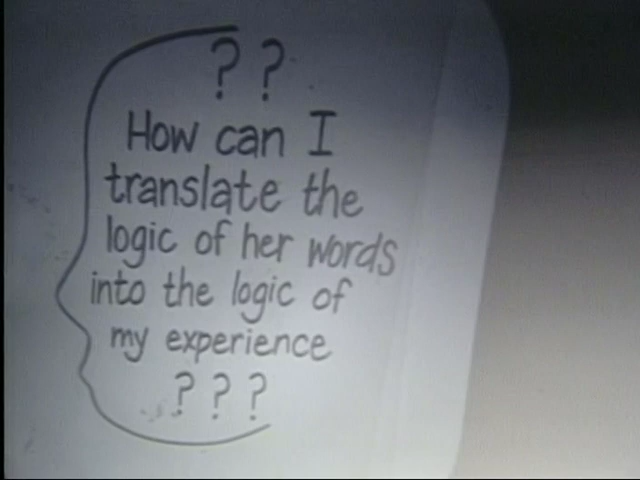 ? ?
How can I
translate the
logic of her words
into the logic of
my experience
? ? ?